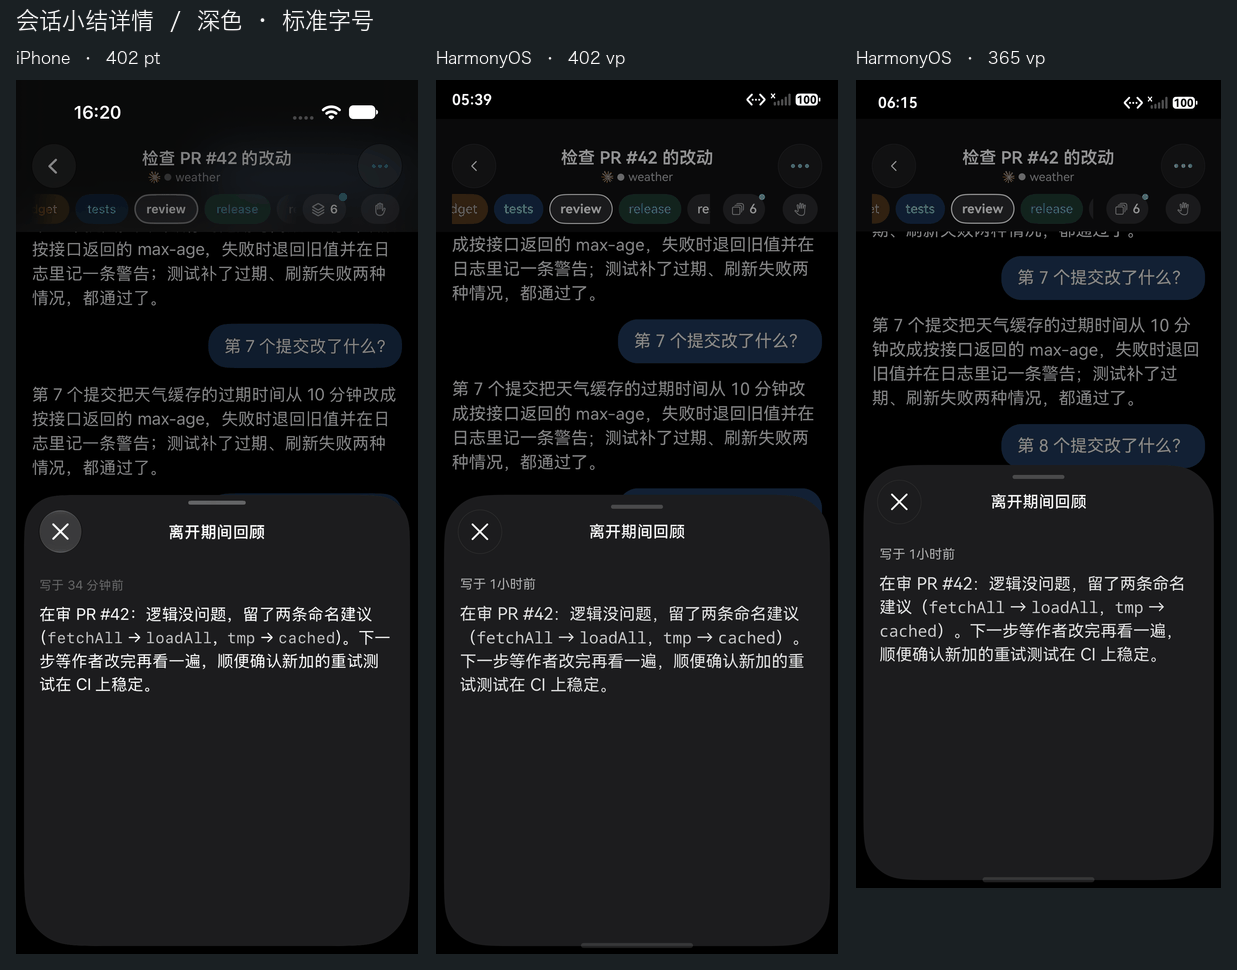 会话小结详情 / 深色 · 标准字号
iPhone · 402 pt
16:20
检查 PR #42 的改动
weather
tests
review
release
6
按接口返回的 max-age，失败时退回旧值并在日
志里记一条警告；测试补了过期、刷新失败两种
情况，都通过了。
第 7 个提交改了什么？
第 7 个提交把天气缓存的过期时间从 10 分钟改成
按接口返回的 max-age，失败时退回旧值并在日
志里记一条警告；测试补了过期、刷新失败两种
情况，都通过了。
离开期间回顾
写于 34 分钟前
在审 PR #42：逻辑没问题，留了两条命名建议
（fetchAll → loadAll，tmp → cached）。下一
步等作者改完再看一遍，顺便确认新加的重试测
试在 CI 上稳定。
HarmonyOS · 402 vp
05:39
100
检查 PR #42 的改动
weather
dget
tests
review
release
re
6
成按接口返回的 max-age，失败时退回旧值并在
日志里记一条警告；测试补了过期、刷新失败两
种情况，都通过了。
第 7 个提交改了什么？
第 7 个提交把天气缓存的过期时间从 10 分钟改
成按接口返回的 max-age，失败时退回旧值并在
日志里记一条警告；测试补了过期、刷新失败两
种情况，都通过了。
离开期间回顾
写于 1小时前
在审 PR #42：逻辑没问题，留了两条命名建议
（fetchAll → loadAll，tmp → cached）。
下一步等作者改完再看一遍，顺便确认新加的重
试测试在 CI 上稳定。
HarmonyOS · 365 vp
06:15
100
检查 PR #42 的改动
weather
et
tests
review
release
6
期、刷新失败两种情况，都通过了。
第 7 个提交改了什么？
第 7 个提交把天气缓存的过期时间从 10 分
钟改成按接口返回的 max-age，失败时退回
旧值并在日志里记一条警告；测试补了过
期、刷新失败两种情况，都通过了。
第 8 个提交改了什么？
离开期间回顾
写于 1小时前
在审 PR #42：逻辑没问题，留了两条命名
建议（fetchAll → loadAll，tmp →
cached）。下一步等作者改完再看一遍，
顺便确认新加的重试测试在 CI 上稳定。